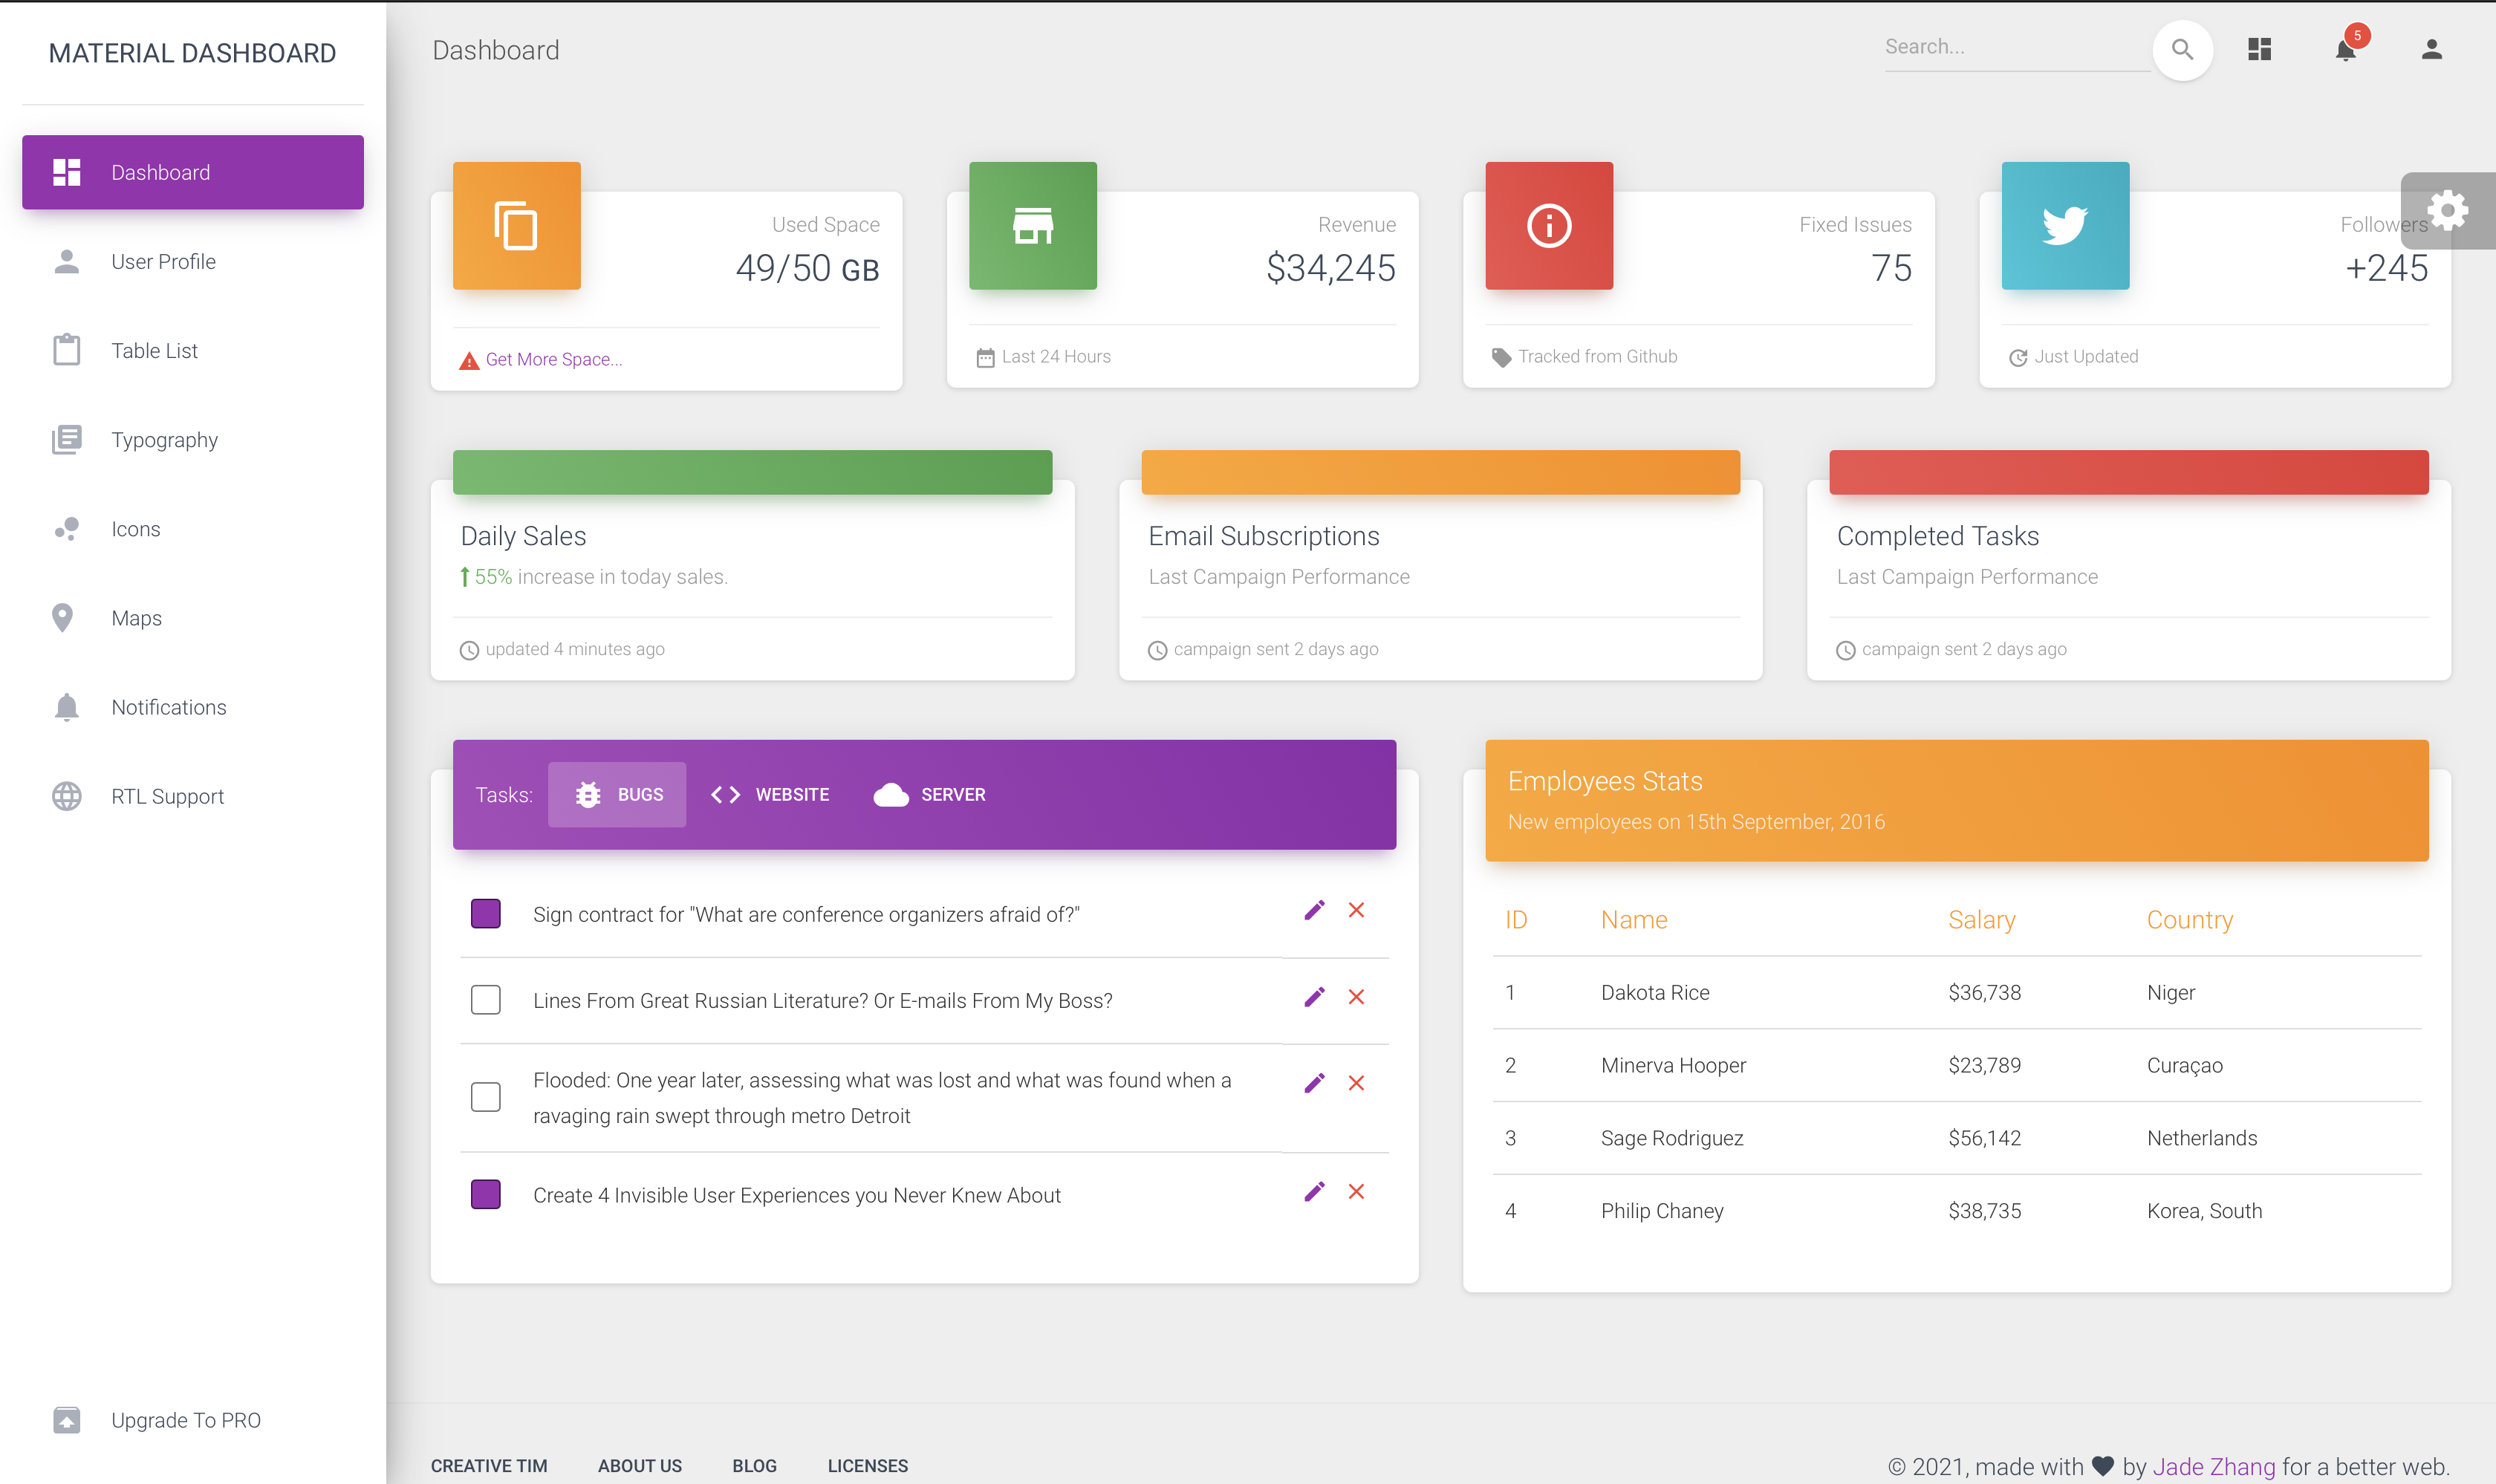 MATERIAL DASHBOARD
Dashboard
User Profile
Table List
Typography
Icons
Maps
Notifications
RTL Support
Upgrade To PRO
Dashboard
Search...
5
Used Space
49/50 GB
Get More Space...
Revenue
$34,245
Last 24 Hours
Fixed Issues
75
Tracked from Github
Followers
+245
Just Updated
Daily Sales
55% increase in today sales.
updated 4 minutes ago
Email Subscriptions
Last Campaign Performance
campaign sent 2 days ago
Completed Tasks
Last Campaign Performance
campaign sent 2 days ago
Tasks: BUGS WEBSITE SERVER
Sign contract for "What are conference organizers afraid of?"
Lines From Great Russian Literature? Or E-mails From My Boss?
Flooded: One year later, assessing what was lost and what was found when a
ravaging rain swept through metro Detroit
Create 4 Invisible User Experiences you Never Knew About
Employees Stats
New employees on 15th September, 2016
ID Name Salary Country
1 Dakota Rice $36,738 Niger
2 Minerva Hooper $23,789 Curaçao
3 Sage Rodriguez $56,142 Netherlands
4 Philip Chaney $38,735 Korea, South
CREATIVE TIM ABOUT US BLOG LICENSES
© 2021, made with by Jade Zhang for a better web.